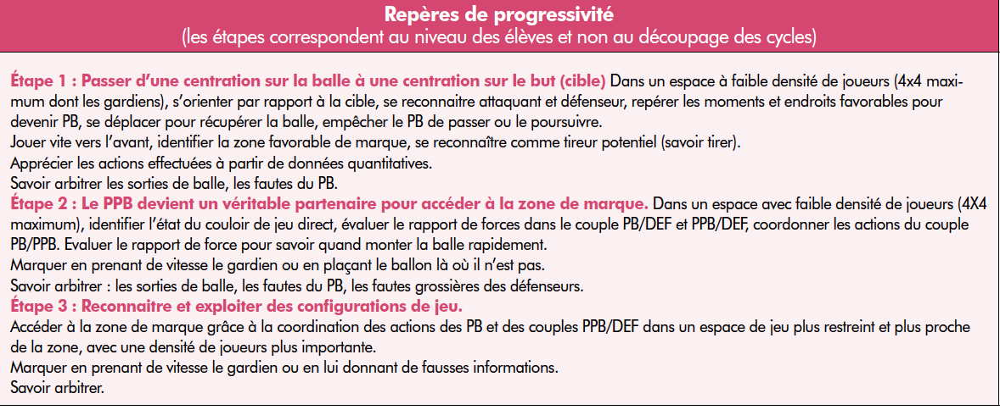 Repères de progressivité
(les étapes correspondent au niveau des élèves et non au découpage des cycles)
Étape 1 : Passer d’une centration sur la balle à une centration sur le but (cible) Dans un espace à faible densité de joueurs (4x4 maxi-
mum dont les gardiens), s’orienter par rapport à la cible, se reconnaitre attaquant et défenseur, repérer les moments et endroits favorables pour
devenir PB, se déplacer pour récupérer la balle, empêcher le PB de passer ou le poursuivre.
Jouer vite vers l’avant, identifier la zone favorable de marque, se reconnaître comme tireur potentiel (savoir tirer).
Apprécier les actions effectuées à partir de données quantitatives.
Savoir arbitrer les sorties de balle, les fautes du PB.
Étape 2 : Le PPB devient un véritable partenaire pour accéder à la zone de marque. Dans un espace avec faible densité de joueurs (4X4
maximum), identifier l’état du couloir de jeu direct, évaluer le rapport de forces dans le couple PB/DEF et PPB/DEF, coordonner les actions du couple
PB/PPB. Evaluer le rapport de force pour savoir quand monter la balle rapidement.
Marquer en prenant de vitesse le gardien ou en plaçant le ballon là où il n’est pas.
Savoir arbitrer : les sorties de balle, les fautes du PB, les fautes grossières des défenseurs.
Étape 3 : Reconnaitre et exploiter des configurations de jeu.
Accéder à la zone de marque grâce à la coordination des actions des PB et des couples PPB/DEF dans un espace de jeu plus restreint et plus proche
de la zone, avec une densité de joueurs plus importante.
Marquer en prenant de vitesse le gardien ou en lui donnant de fausses informations.
Savoir arbitrer.